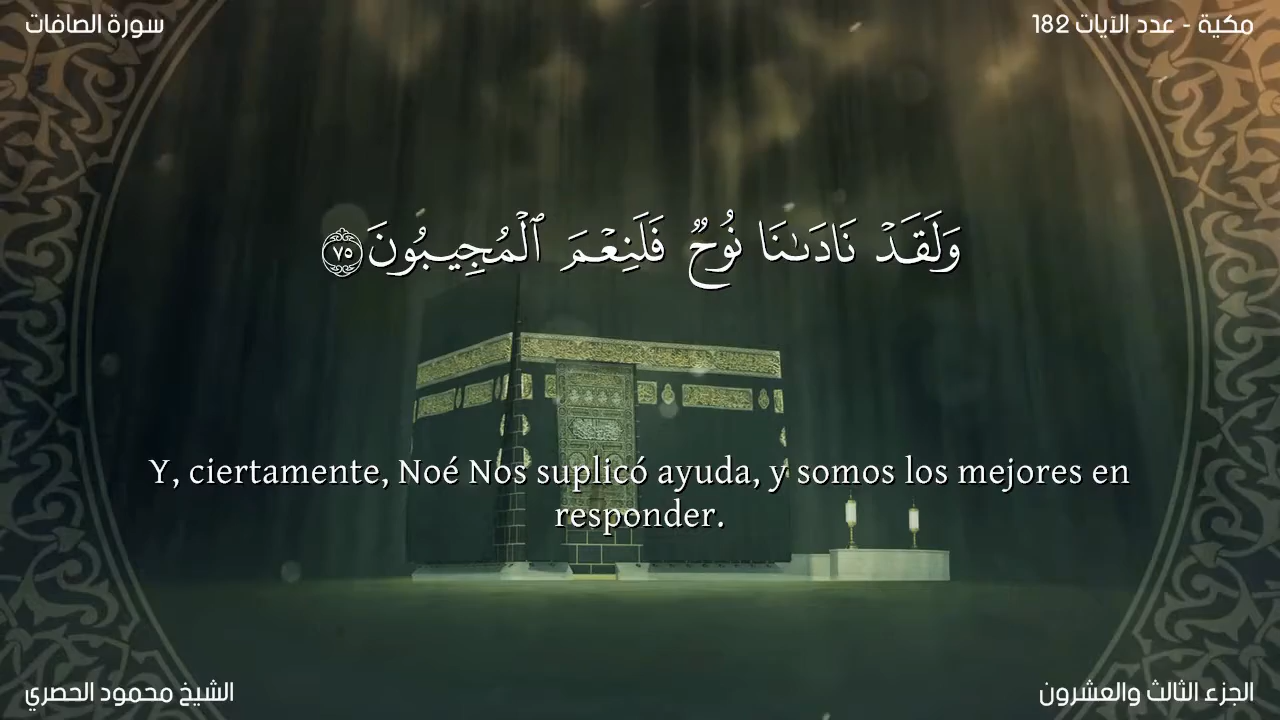 سورة الصافات
مكية - عدد الآيات 182
وَلَقَدۡ نَادَىٰنَا نُوحٞ فَلَنِعۡمَ ٱلۡمُجِيبُونَ ٧٥
Y, ciertamente, Noé Nos suplicó ayuda, y somos los mejores en
responder.
الشيخ محمود الحصري
الجزء الثالث والعشرون